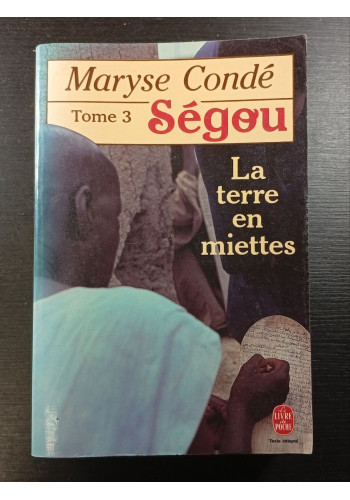 Maryse Condé
Tome 3 Ségou
La
terre
en
miettes
LE LIVRE
DE POCHE
Texte intégral